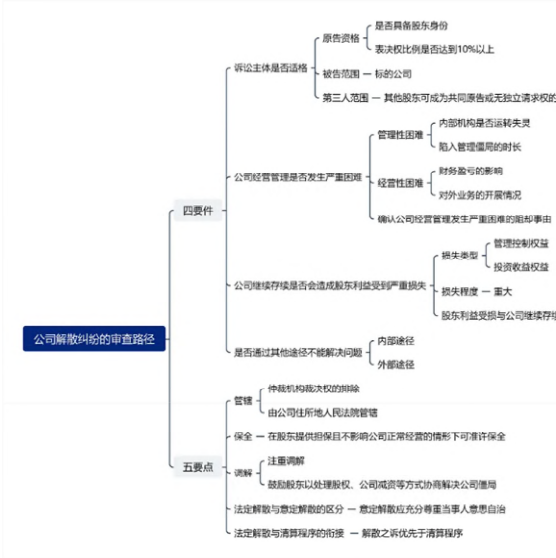 公司解散纠纷的审查路径
四要件
诉讼主体是否适格
原告资格
是否具备股东身份
表决权比例是否达到10%以上
被告范围
标的公司
第三人范围
其他股东可成为共同原告或无独立请求权的
公司经营管理是否发生严重困难
管理性困难
内部机构是否运转失灵
陷入管理僵局的时长
经营性困难
财务盈亏的影响
对外业务的开展情况
确认公司经营管理发生严重困难的阻却事由
公司继续存续是否会造成股东利益受到严重损失
损失类型
管理控制权益
投资收益权益
损失程度
重大
股东利益受损与公司继续存续
是否通过其他途径不能解决问题
内部途径
外部途径
五要点
管辖
仲裁机构裁决权的排除
由公司住所地人民法院管辖
保全
在股东提供担保且不影响公司正常经营的情形下可准许保全
调解
注重调解
鼓励股东以处理股权、公司减资等方式协商解决公司僵局
法定解散与意定解散的区分
意定解散应充分尊重当事人意思自治
法定解散与清算程序的衔接
解散之诉优先于清算程序